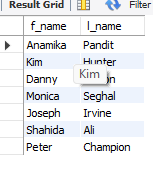 Result Grid Filter
f_name l_name
Anamika Pandit
Kim Hunter
Kim
Danny
Monica Seghal
Joseph Irvine
Shahida Ali
Peter Champion